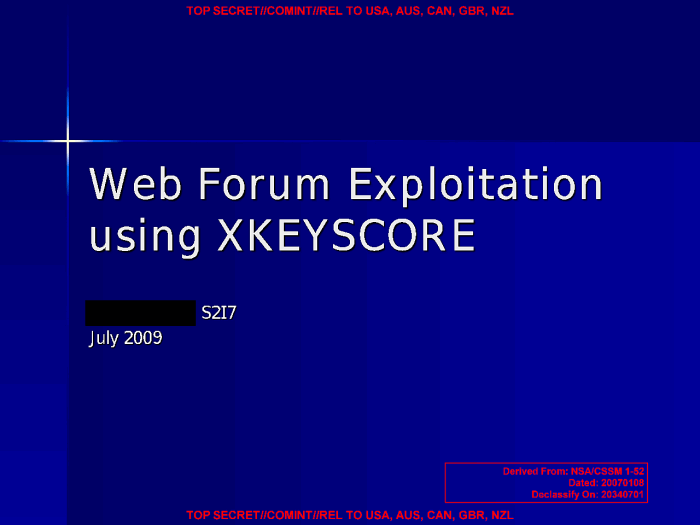 TOP SECRET//COMINT//REL TO USA, AUS, CAN, GBR, NZL
Web Forum Exploitation
using XKEYSCORE
S2I7
July 2009
Derived From: NSA/CSSM 1-52
Dated: 20070108
Declassify On: 20340701
TOP SECRET//COMINT//REL TO USA, AUS, CAN, GBR, NZL